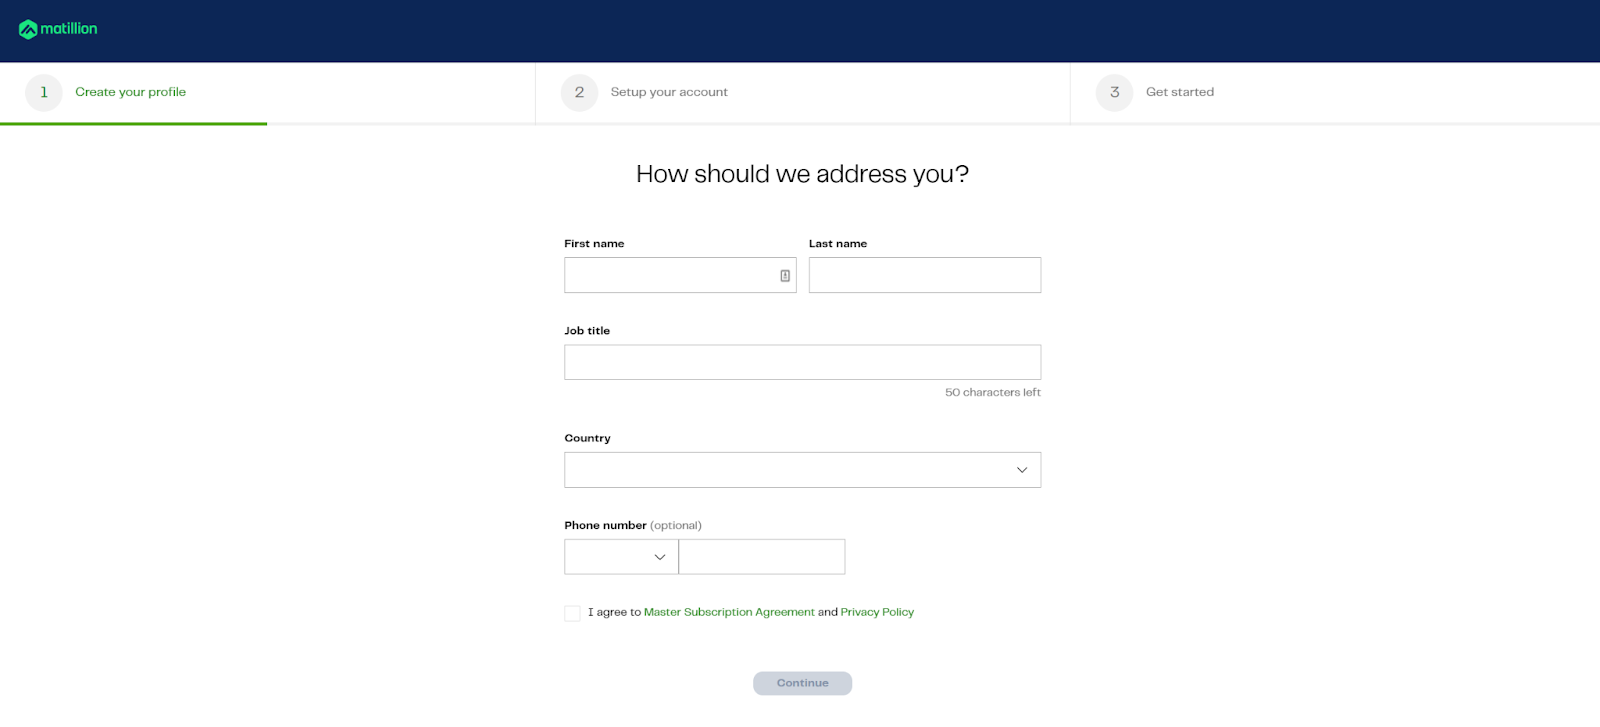 matillion
1 Create your profile
2 Setup your account
3 Get started
How should we address you?
First name Last name
Job title
50 characters left
Country
Phone number (optional)
I agree to Master Subscription Agreement and Privacy Policy
Continue